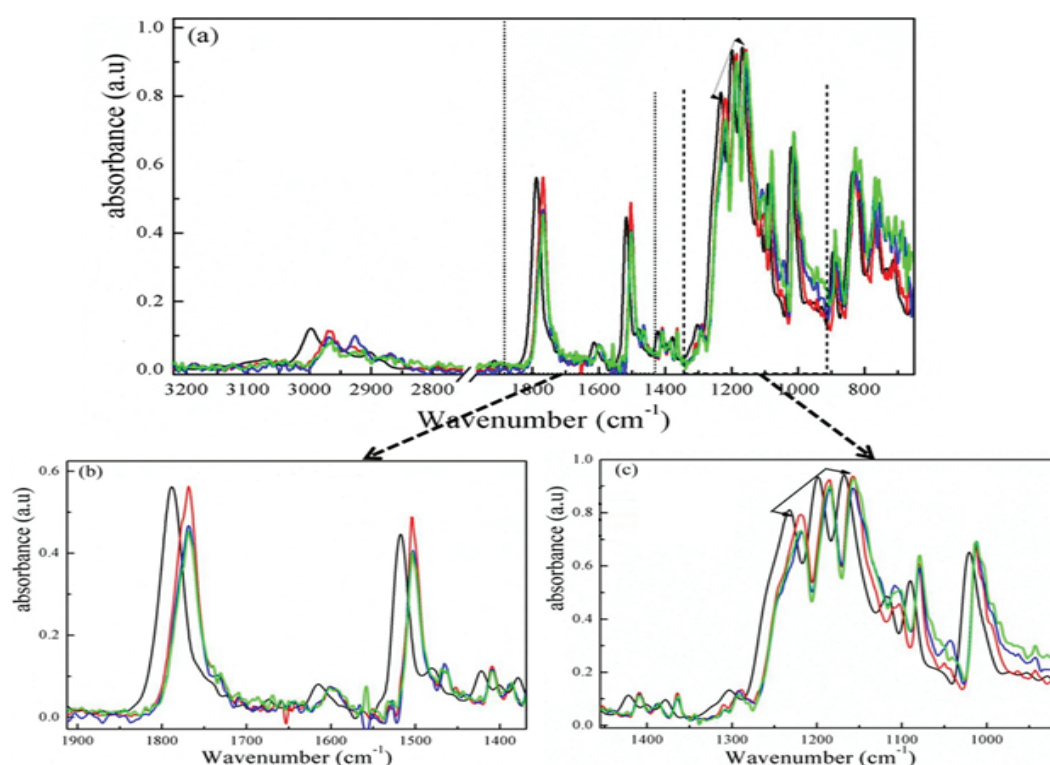 (a)
absorbance (a.u)
1.0
0.8
0.6
0.4
0.2
0.0
3200 3100 3000 2900 2800 1800 1600 1400 1200 1000 800
Wavenumber (cm-1)
(b)
absorbance (a.u)
0.6
0.4
0.2
0.0
1900 1800 1700 1600 1500 1400
Wavenumber (cm-1)
(c)
absorbance (a.u)
1.0
0.8
0.6
0.4
0.2
0.0
1400 1300 1200 1100 1000
Wavenumber (cm-1)